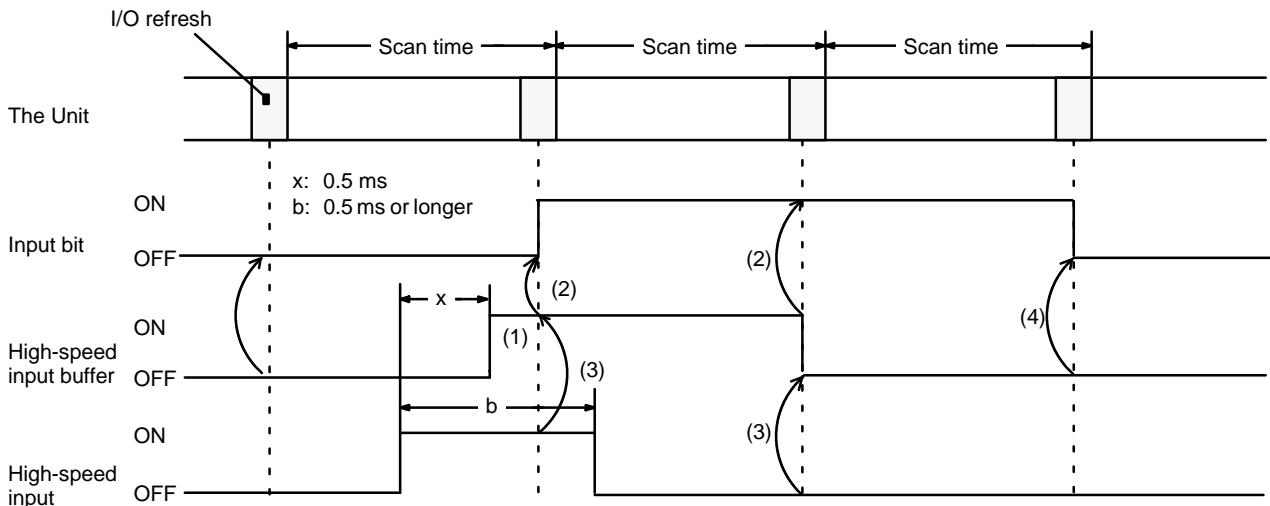 I/O refresh
Scan time
Scan time
Scan time
The Unit
x: 0.5 ms
b: 0.5 ms or longer
ON
Input bit
OFF
(2)
(2)
x
ON
(1)
(4)
High-speed
input buffer
OFF
(3)
b
ON
(3)
High-speed
input
OFF